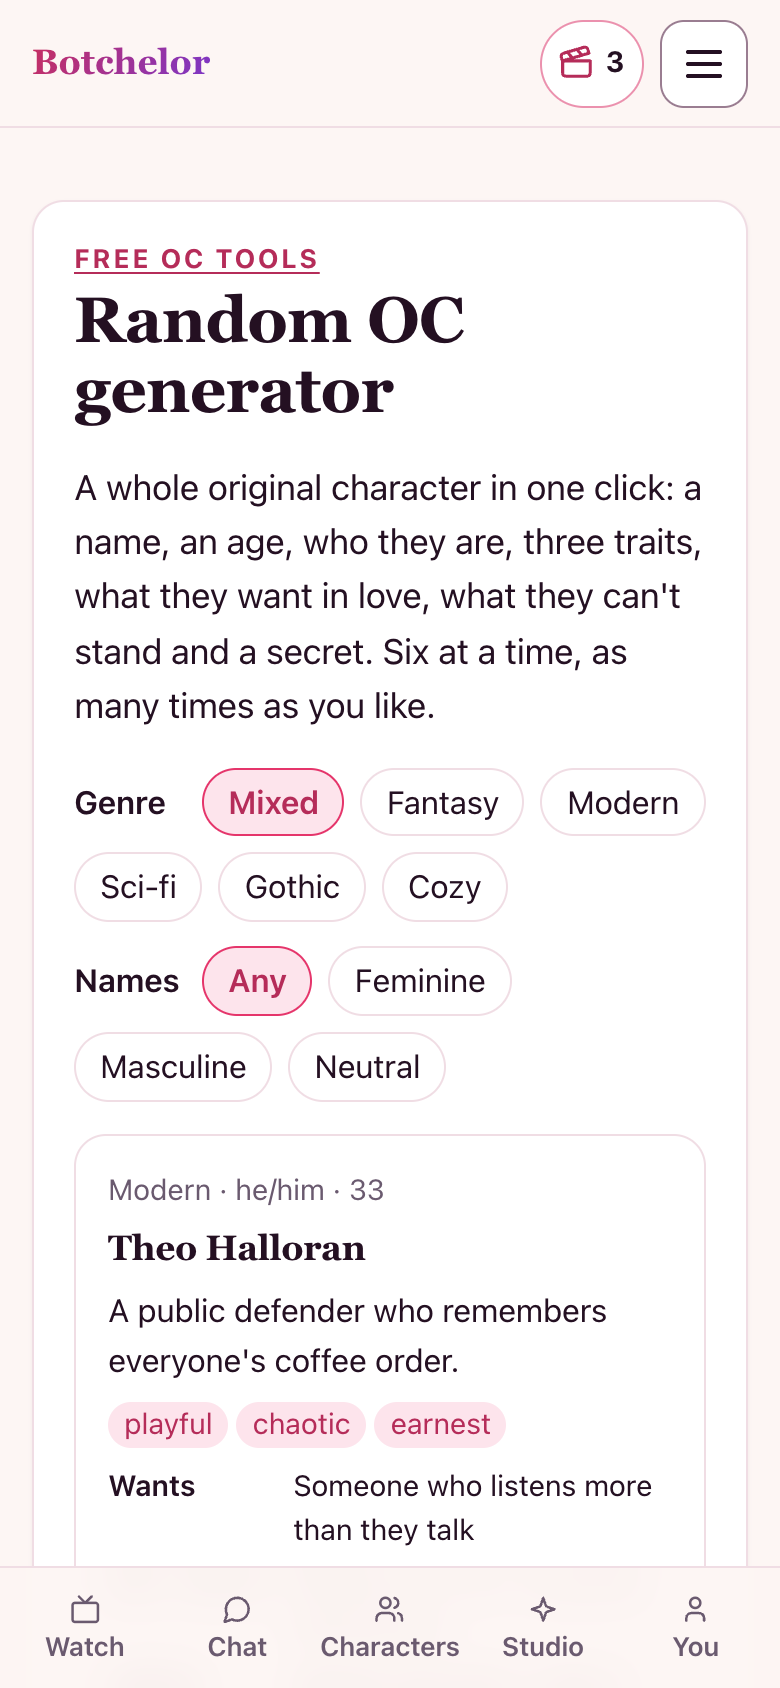 Botchelor
3
FREE OC TOOLS
Random OC
generator
A whole original character in one click: a
name, an age, who they are, three traits,
what they want in love, what they can't
stand and a secret. Six at a time, as
many times as you like.
Genre Mixed Fantasy Modern
Sci-fi Gothic Cozy
Names Any Feminine
Masculine Neutral
Modern · he/him · 33
Theo Halloran
A public defender who remembers
everyone's coffee order.
playful chaotic earnest
Wants Someone who listens more
than they talk
Watch Chat Characters Studio You